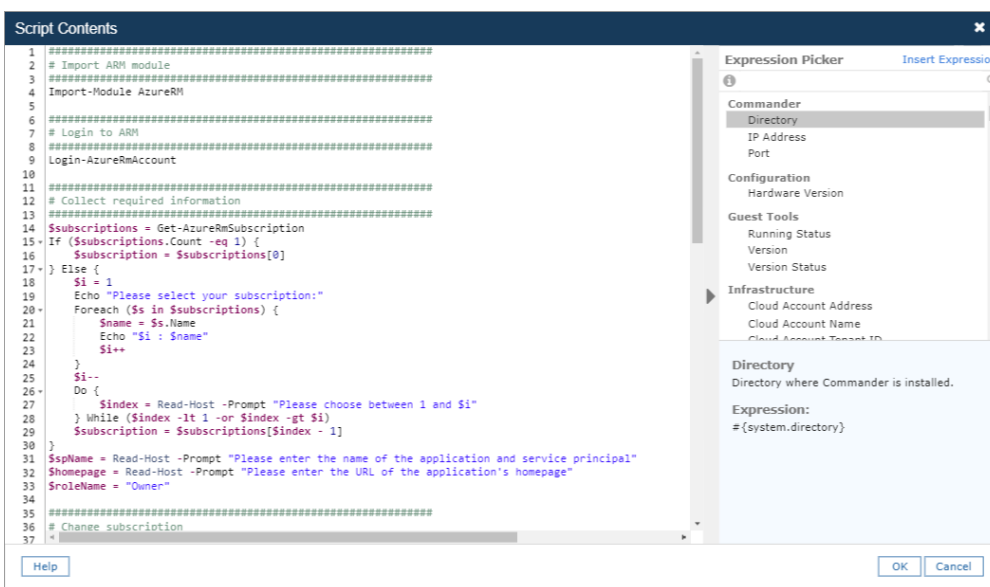 Script Contents
1 ############################################################
2 # Import ARM module
3 ############################################################
4 Import-Module AzureRM
5
6 ############################################################
7 # Login to ARM
8 ############################################################
9 Login-AzureRmAccount
10
11 ############################################################
12 # Collect required information
13 ############################################################
14 $subscriptions = Get-AzureRmSubscription
15 If ($subscriptions.Count -eq 1) {
16     $subscription = $subscriptions[0]
17 } Else {
18     $i = 1
19     Echo "Please select your subscription:"
20     Foreach ($s in $subscriptions) {
21         $name = $s.Name
22         Echo "$i : $name"
23         $i++
24     }
25     $i--
26     Do {
27         $index = Read-Host -Prompt "Please choose between 1 and $i"
28     } While ($index -lt 1 -or $index -gt $i)
29     $subscription = $subscriptions[$index - 1]
30 }
31 $spName = Read-Host -Prompt "Please enter the name of the application and service principal"
32 $homepage = Read-Host -Prompt "Please enter the URL of the application's homepage"
33 $roleName = "Owner"
34
35 ############################################################
36 # Change subscription
37
Expression Picker
Insert Expressio
Commander
Directory
IP Address
Port
Configuration
Hardware Version
Guest Tools
Running Status
Version
Version Status
Infrastructure
Cloud Account Address
Cloud Account Name
Cloud Account Tenant ID
Directory
Directory where Commander is installed.
Expression:
#{system.directory}
Help
OK
Cancel